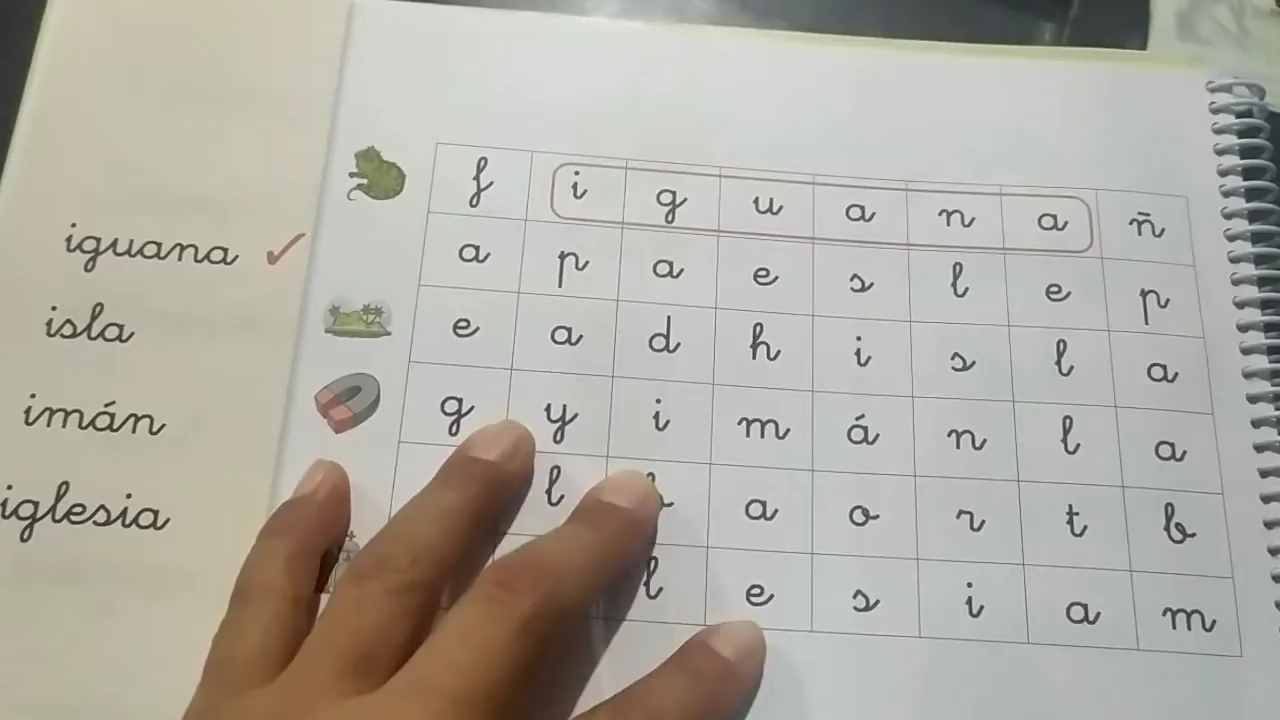 iguana ✓
isla
imán
iglesia
f i g u a n a ñ
a p a e s l e p
e a d h i s l a
g y i m á n l a
l a o r t b
l e s i a m